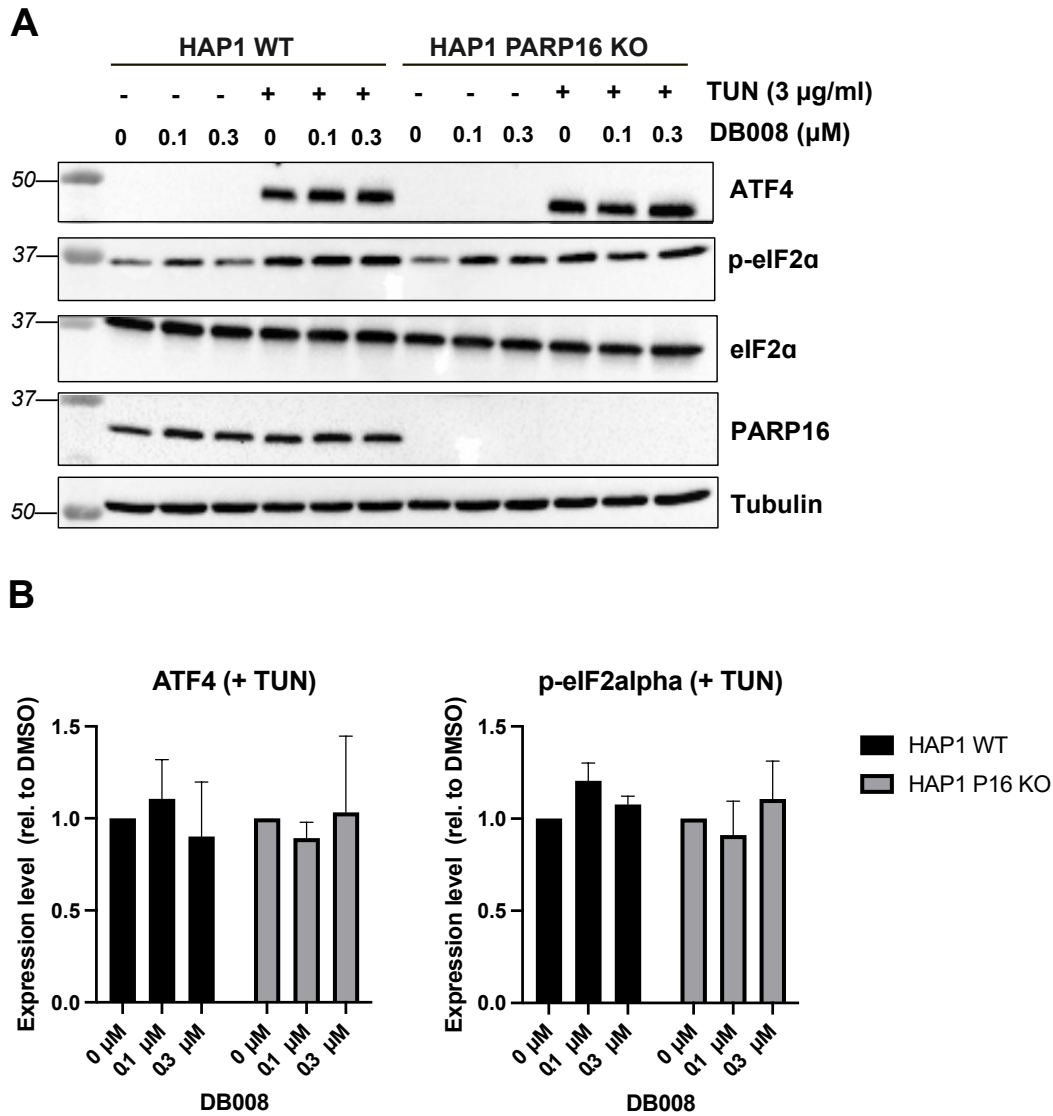 A
HAP1 WT HAP1 PARP16 KO
- - - + + + - - - + + + TUN (3 µg/ml)
0 0.1 0.3 0 0.1 0.3 0 0.1 0.3 0 0.1 0.3 DB008 (µM)
50 ATF4
37 p-eIF2α
37 eIF2α
37 PARP16
50 Tubulin
B
ATF4 (+ TUN)
Expression level (rel. to DMSO)
1.5
1.0
0.5
0.0
0 µM 0.1 µM 0.3 µM 0 µM 0.1 µM 0.3 µM
DB008
p-eIF2alpha (+ TUN)
Expression level (rel. to DMSO)
1.5
1.0
0.5
0.0
0 µM 0.1 µM 0.3 µM 0 µM 0.1 µM 0.3 µM
DB008
HAP1 WT
HAP1 P16 KO